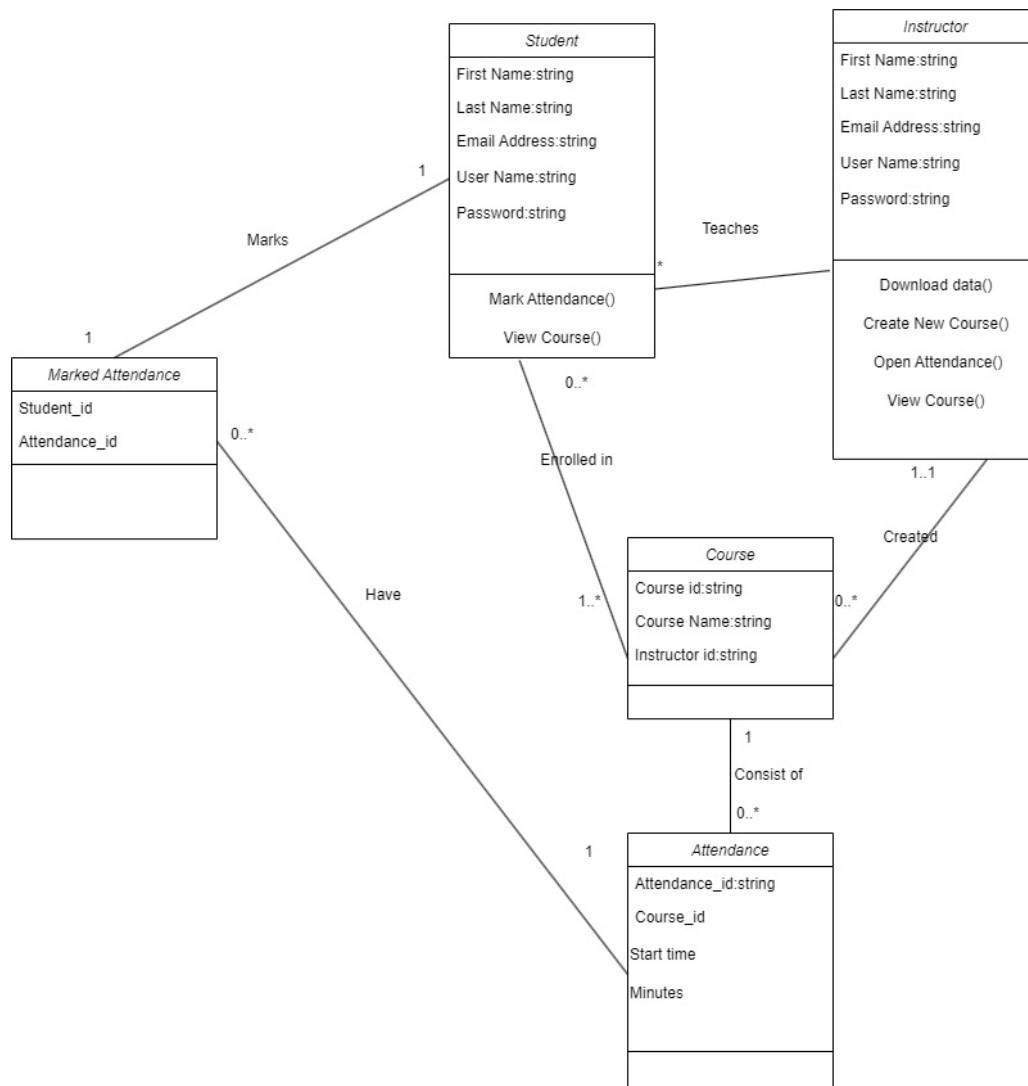 Student
First Name:string
Last Name:string
Email Address:string
User Name:string
Password:string
Mark Attendance()
View Course()
Instructor
First Name:string
Last Name:string
Email Address:string
User Name:string
Password:string
Download data()
Create New Course()
Open Attendance()
View Course()
Teaches
*
1
Marks
1
Marked Attendance
Student_id
Attendance_id
0..*
Have
1
0..*
Enrolled in
1..*
1..1
Created
0..*
Course
Course id:string
Course Name:string
Instructor id:string
1
Consist of
0..*
Attendance
Attendance_id:string
Course_id
Start time
Minutes